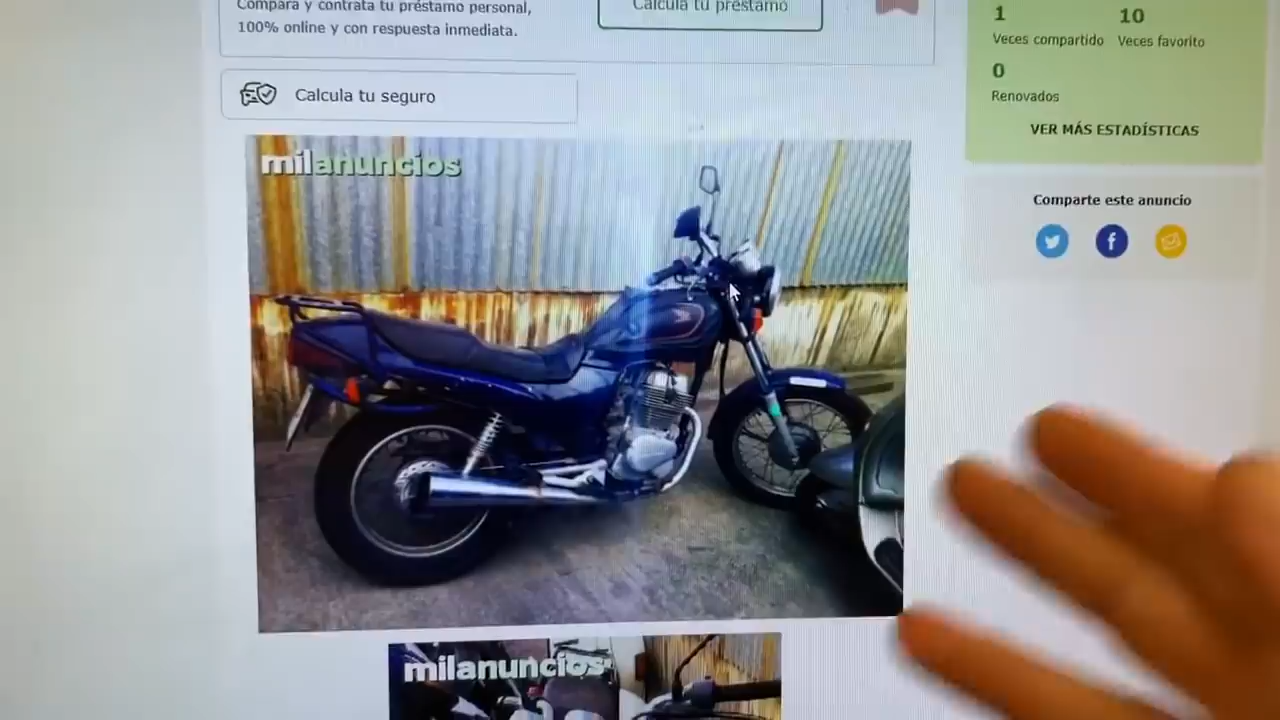 Compara y contrata tu préstamo personal,
100% online y con respuesta inmediata.
Calcula tu préstamo
Calcula tu seguro
1
Veces compartido
10
Veces favorito
0
Renovados
VER MÁS ESTADÍSTICAS
Comparte este anuncio
milanuncios
milanuncios